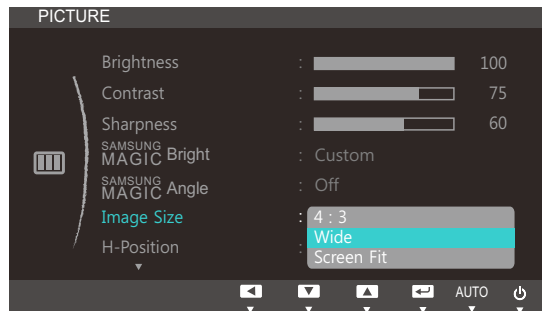 PICTURE
Brightness : 100
Contrast : 75
Sharpness : 60
SAMSUNG MAGIC Bright : Custom
SAMSUNG MAGIC Angle : Off
Image Size : 4 : 3
Wide
H-Position : Screen Fit
AUTO